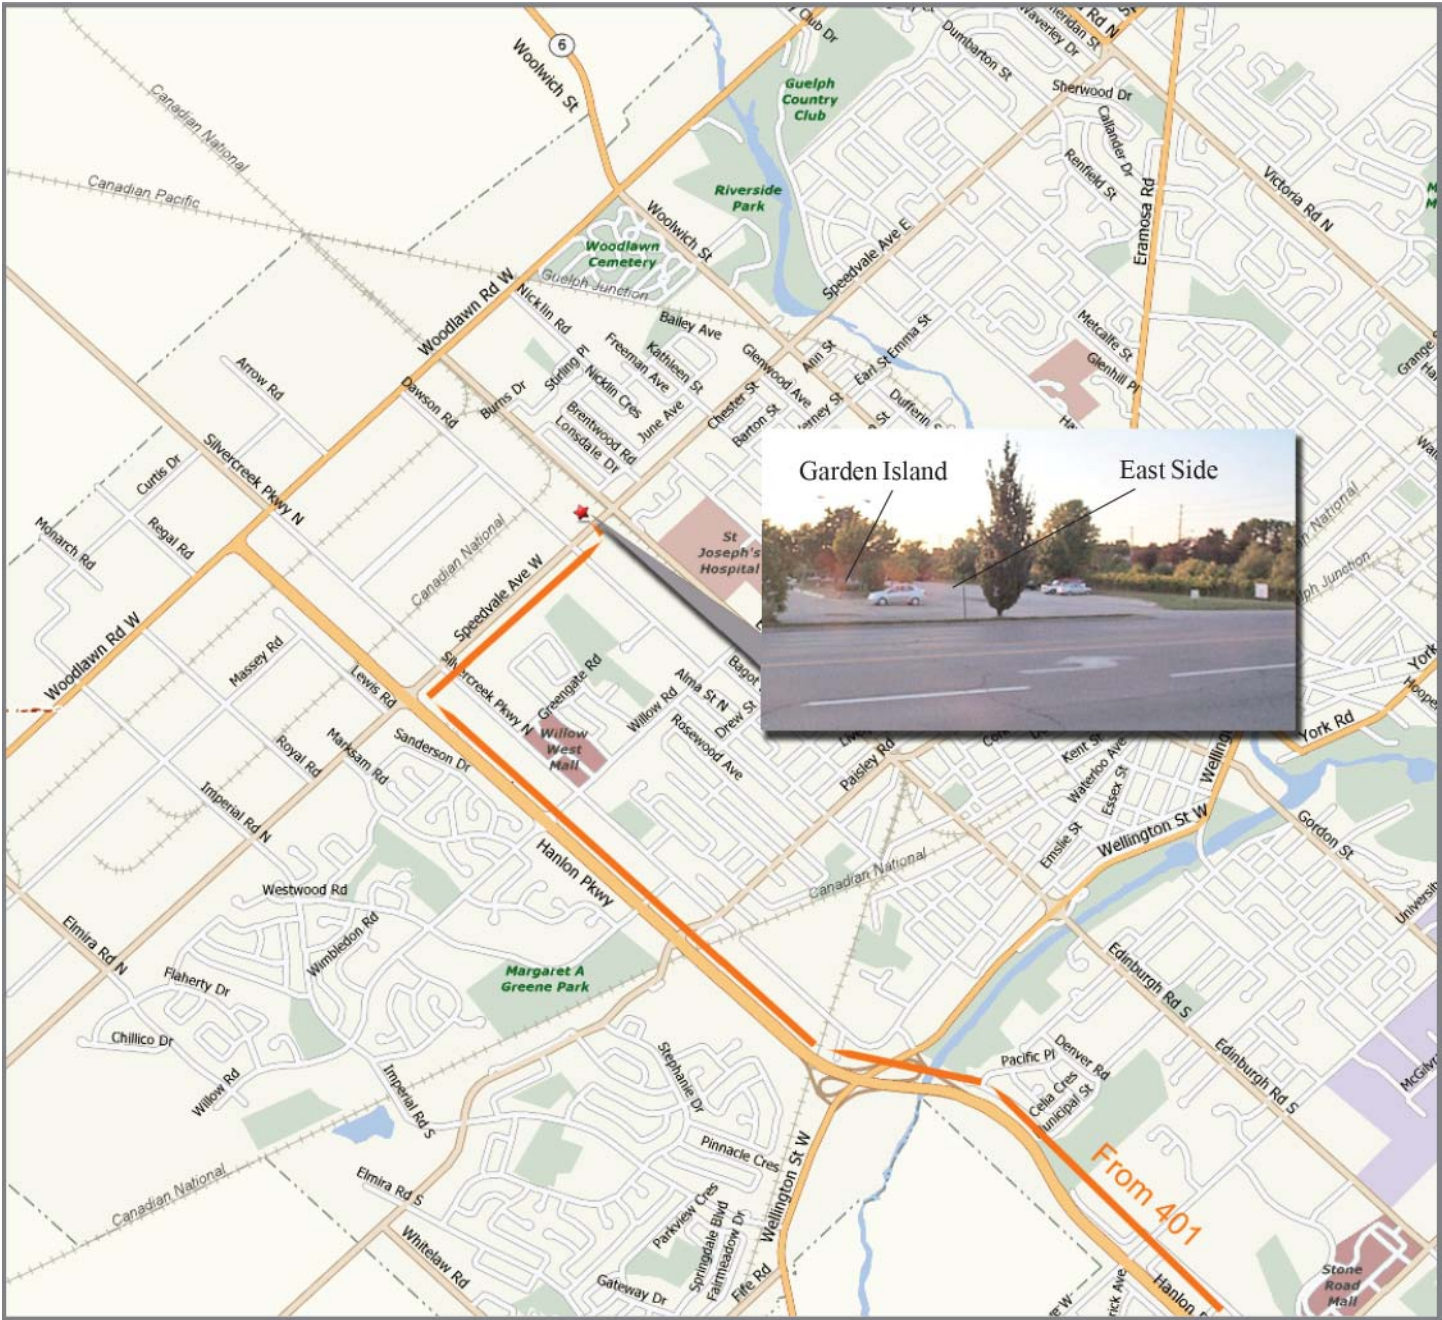 Club Dr
Rd N
6
Woolwich St
Dumbarton St
Waverley Dr
Sherwood Dr
Callander Dr
Renfield St
Guelph
Country
Club
Canadian National
Canadian Pacific
Riverside
Park
Victoria Rd N
Eramosa Rd
Woolwich St
Woodlawn
Cemetery
Guelph Junction
Speedvale Ave E
Woodlawn Rd W
Nicklin Rd
Bailey Ave
Emma St
Earl St
Ann St
Metcalfe St
Glenhill Pl
Grange
Arrow Rd
Dawson Rd
Burns Dr
Stirling Pl
Freeman Ave
Kathleen St
Nicklin Cres
June Ave
Brentwood Rd
Lonsdale Dr
Glenwood Ave
Chester St
Barton St
Dufferin
Silvercreek Pkwy N
Curtis Dr
Regal Rd
Monarch Rd
Garden Island
East Side
St
Joseph's
Hospital
Canadian National
Speedvale Ave W
Woodlawn Rd W
Massey Rd
Lewis Rd
Silvercreek Pkwy N
Greengate Rd
Willow Rd
Alma St N
Bagot
Drew St
Rosewood Ave
Willow
West
Mall
York
York Rd
Royal Rd
Marksam Rd
Sanderson Dr
Imperial Rd N
Paisley Rd
Kent St
Waterloo Ave
Essex St
Emslie St
Wellington St W
Gordon St
Hanlon Pkwy
Canadian National
Westwood Rd
Wimbledon Rd
Elmira Rd N
Flaherty Dr
Chillico Dr
Willow Rd
Margaret A
Greene Park
Edinburgh Rd S
Edinburgh Rd S
Imperial Rd S
Stephanie Dr
Pinnacle Cres
Pacific Pl
Denver Rd
Celia Cres
From 401
Canadian National
Elmira Rd S
Whitelaw Rd
Parkview Cres
Springdale Blvd
Fairmeadow Dr
Gateway Dr
Fife Rd
Wellington St W
Hanlon
Stone
Road
Mall